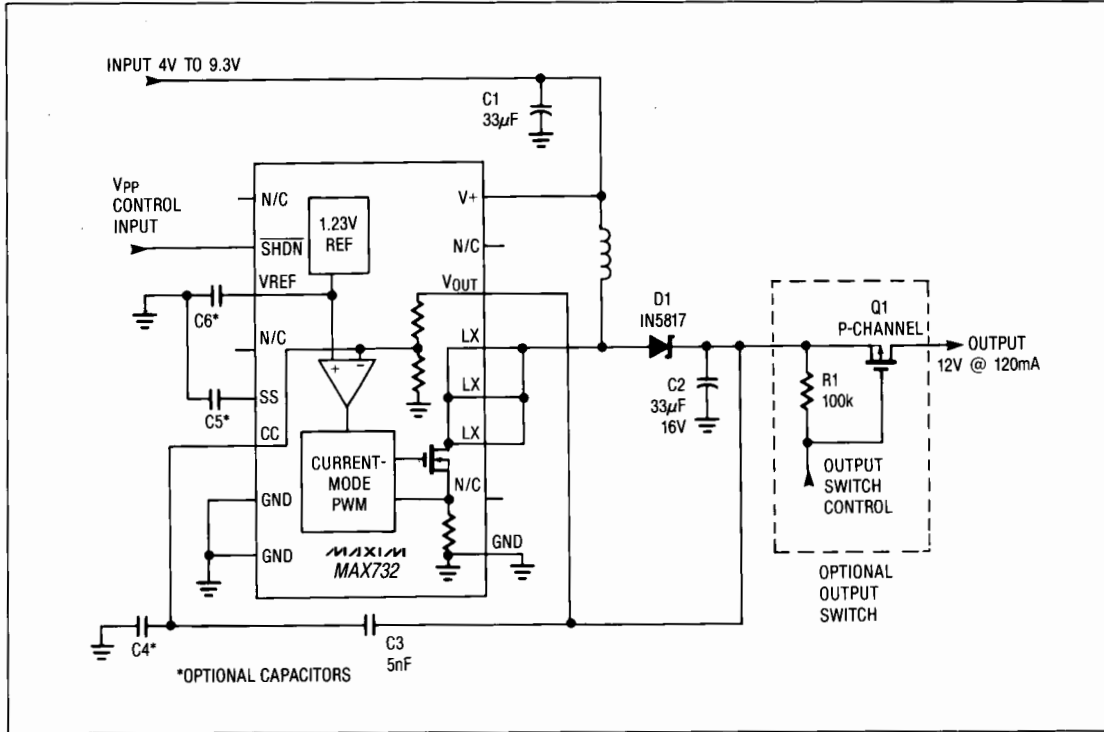 INPUT 4V TO 9.3V
C1
33µF
VPP
CONTROL
INPUT
N/C
1.23V
REF
V+
SHDN
N/C
VREF
VOUT
C6*
N/C
LX
D1
IN5817
Q1
P-CHANNEL
OUTPUT
12V @ 120mA
SS
C5*
LX
C2
33µF
16V
R1
100k
CC
LX
CURRENT-
MODE
PWM
N/C
OUTPUT
SWITCH
CONTROL
GND
GND
GND
MAXIM
MAX732
OPTIONAL
OUTPUT
SWITCH
C4*
C3
5nF
*OPTIONAL CAPACITORS